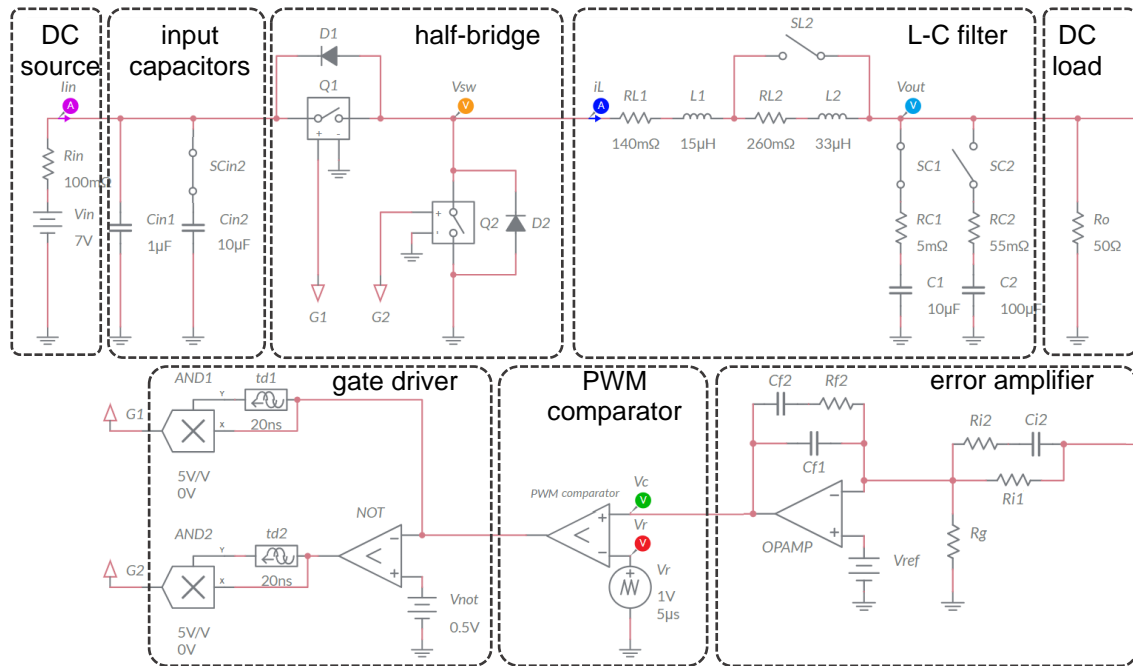 DC
source
input
capacitors
half-bridge
L-C filter
DC
load
Iin
A
Rin
100mΩ
Vin
7V
Cin1
1µF
SCin2
Cin2
10µF
D1
Q1
+ -
Vsw
V
+
-
Q2
D2
G1
G2
iL
A
RL1
140mΩ
L1
15µH
SL2
RL2
260mΩ
L2
33µH
Vout
V
SC1
SC2
RC1
5mΩ
RC2
55mΩ
C1
10µF
C2
100µF
Ro
50Ω
gate driver
PWM
comparator
error amplifier
G1
AND1
Y
X
td1
20ns
5V/V
0V
G2
AND2
Y
X
td2
20ns
5V/V
0V
NOT
-
+
Vnot
0.5V
PWM comparator
+
-
Vc
V
Vr
V
+
Vr
1V
5µs
Cf2
Rf2
Cf1
-
+
OPAMP
Vref
Ri2
Ci2
Ri1
Rg